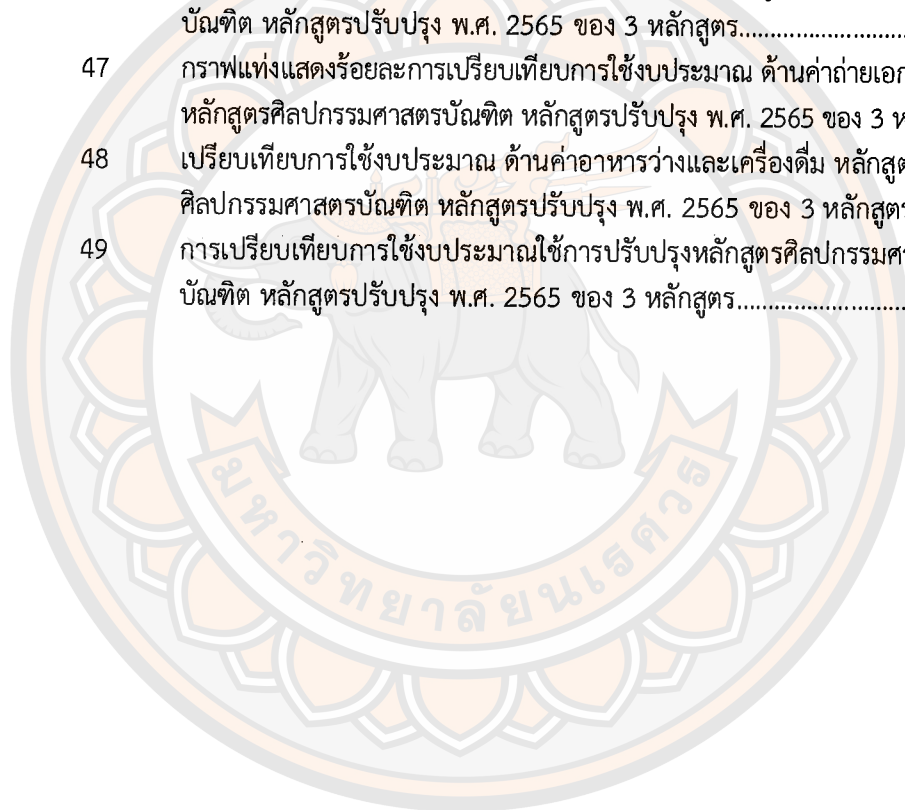 บัณฑิต หลักสูตรปรับปรุง พ.ศ. 2565 ของ 3 หลักสูตร..............................
47 กราฟแท่งแสดงร้อยละการเปรียบเทียบการใช้งบประมาณ ด้านค่าถ่ายเอก
หลักสูตรศิลปกรรมศาสตรบัณฑิต หลักสูตรปรับปรุง พ.ศ. 2565 ของ 3 ห
48 เปรียบเทียบการใช้งบประมาณ ด้านค่าอาหารว่างและเครื่องดื่ม หลักสูต
ศิลปกรรมศาสตรบัณฑิต หลักสูตรปรับปรุง พ.ศ. 2565 ของ 3 หลักสูตร
49 การเปรียบเทียบการใช้งบประมาณใช้การปรับปรุงหลักสูตรศิลปกรรมศา
บัณฑิต หลักสูตรปรับปรุง พ.ศ. 2565 ของ 3 หลักสูตร..............................
มหาวิทยาลัยนเรศวร